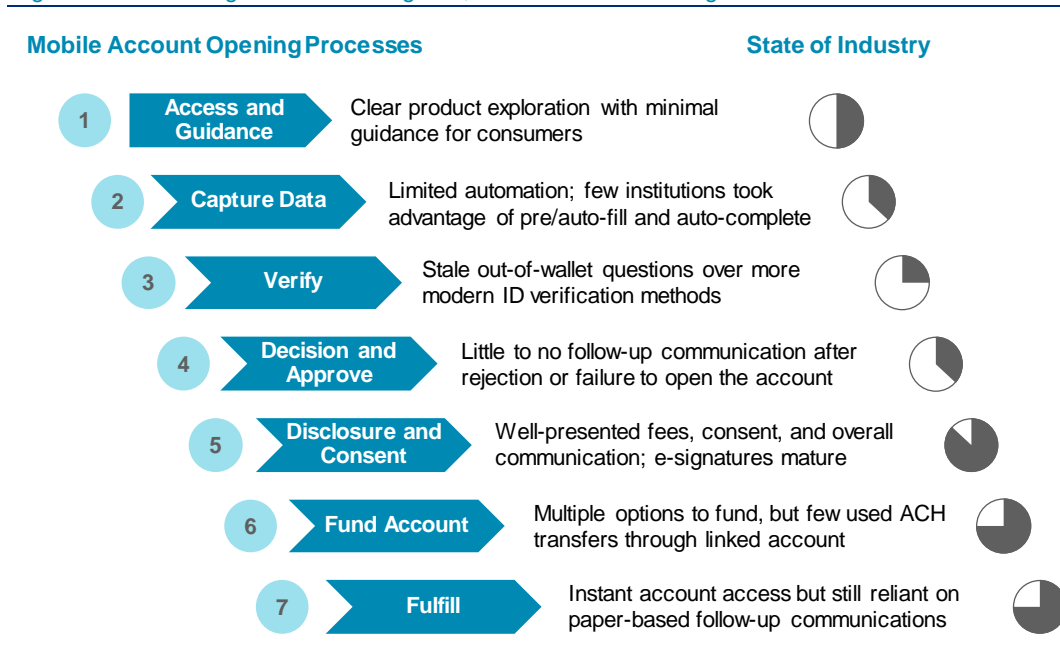 Mobile Account Opening Processes
State of Industry
1
Access and
Guidance
Clear product exploration with minimal
guidance for consumers
2
Capture Data
Limited automation; few institutions took
advantage of pre/auto-fill and auto-complete
3
Verify
Stale out-of-wallet questions over more
modern ID verification methods
4
Decision and
Approve
Little to no follow-up communication after
rejection or failure to open the account
5
Disclosure and
Consent
Well-presented fees, consent, and overall
communication; e-signatures mature
6
Fund Account
Multiple options to fund, but few used ACH
transfers through linked account
7
Fulfill
Instant account access but still reliant on
paper-based follow-up communications